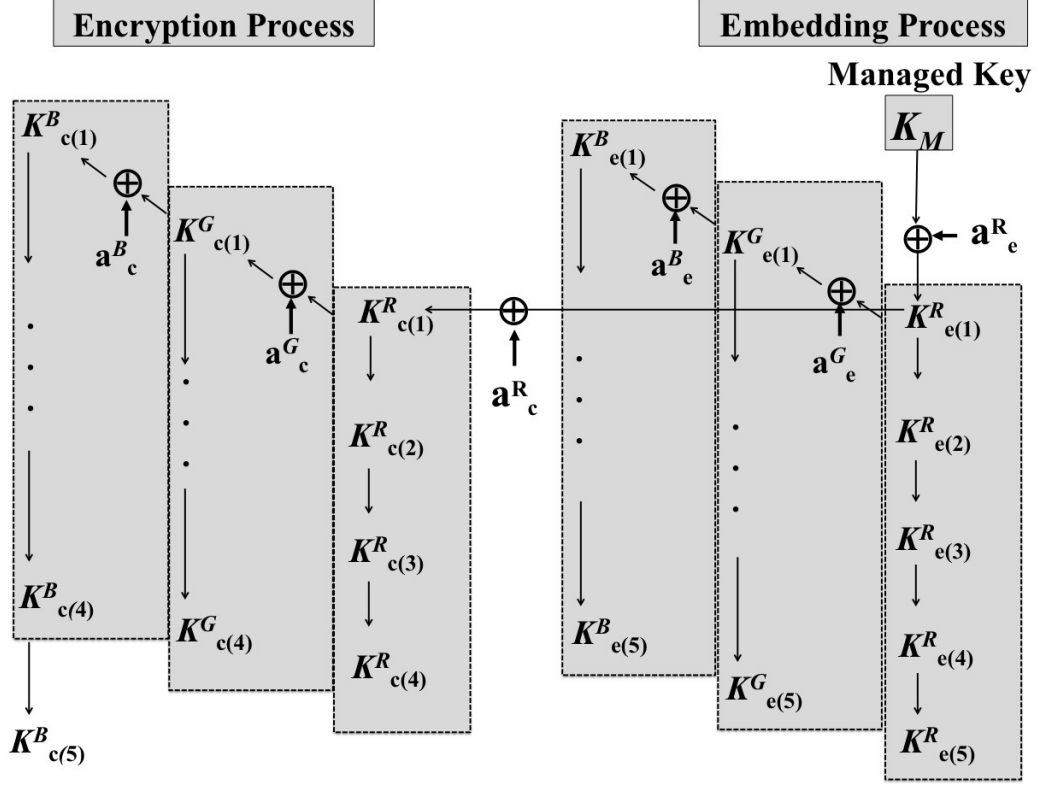 Encryption Process
Embedding Process
Managed Key
K_M
a^R_e
K^B_c(1)
a^B_c
K^G_c(1)
a^G_c
K^R_c(1)
a^R_c
K^B_e(1)
a^B_e
K^G_e(1)
a^G_e
K^R_e(1)
K^R_c(2)
K^R_e(2)
K^R_c(3)
K^R_e(3)
K^B_c(4)
K^G_c(4)
K^R_c(4)
K^B_e(5)
K^G_e(5)
K^R_e(4)
K^B_c(5)
K^R_e(5)